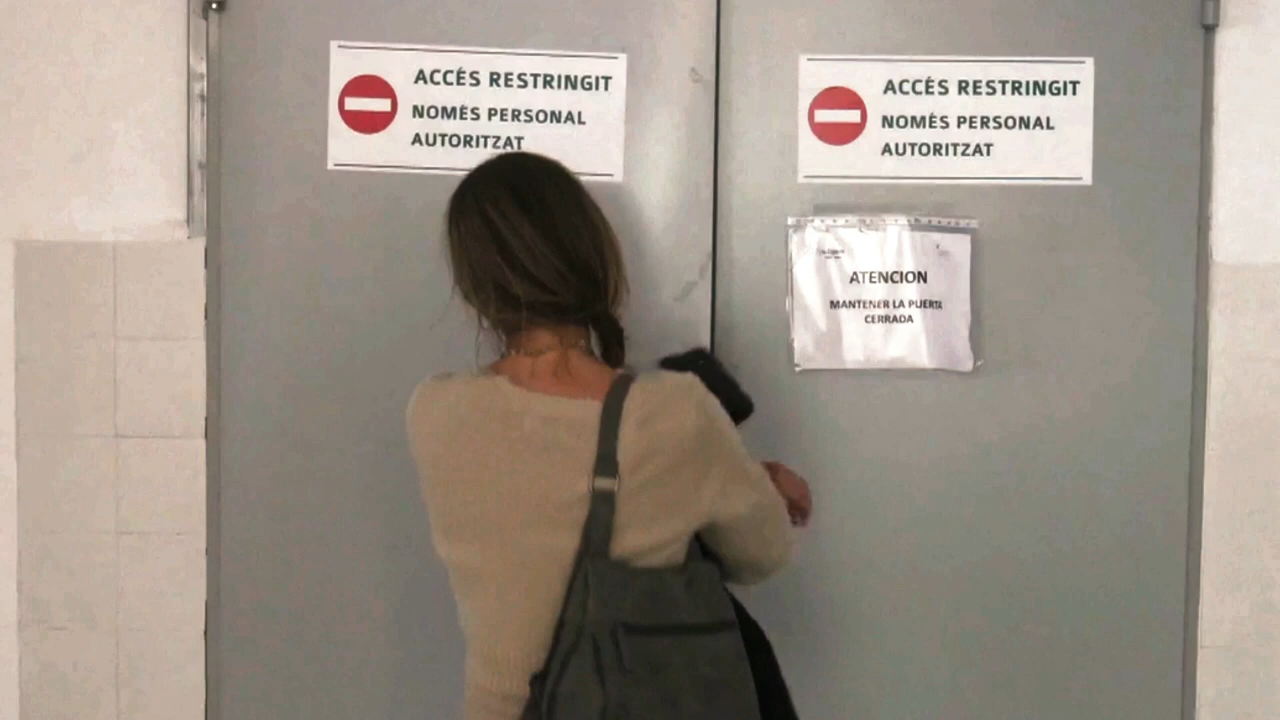 ACCÉS RESTRINGIT
NOMÉS PERSONAL
AUTORITZAT
ACCÉS RESTRINGIT
NOMÉS PERSONAL
AUTORITZAT
ATENCION
MANTENER LA PUERTA
CERRADA